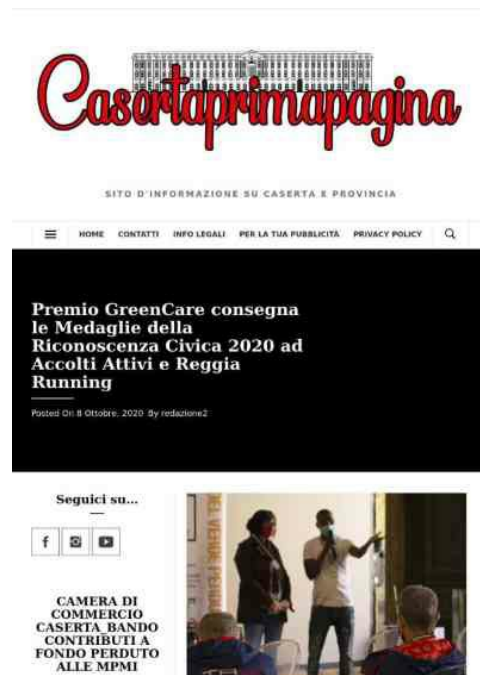 Casertaprimapagina
SITO D'INFORMAZIONE SU CASERTA E PROVINCIA
HOME CONTATTI INFO LEGALI PER LA TUA PUBBLICITÀ PRIVACY POLICY
Premio GreenCare consegna
le Medaglie della
Riconoscenza Civica 2020 ad
Accolti Attivi e Reggia
Running
Posted On 8 Ottobre, 2020 By redazione2
Seguici su...
CAMERA DI
COMMERCIO
CASERTA_BANDO
CONTRIBUTI A
FONDO PERDUTO
ALLE MPMI
DEL VERDE